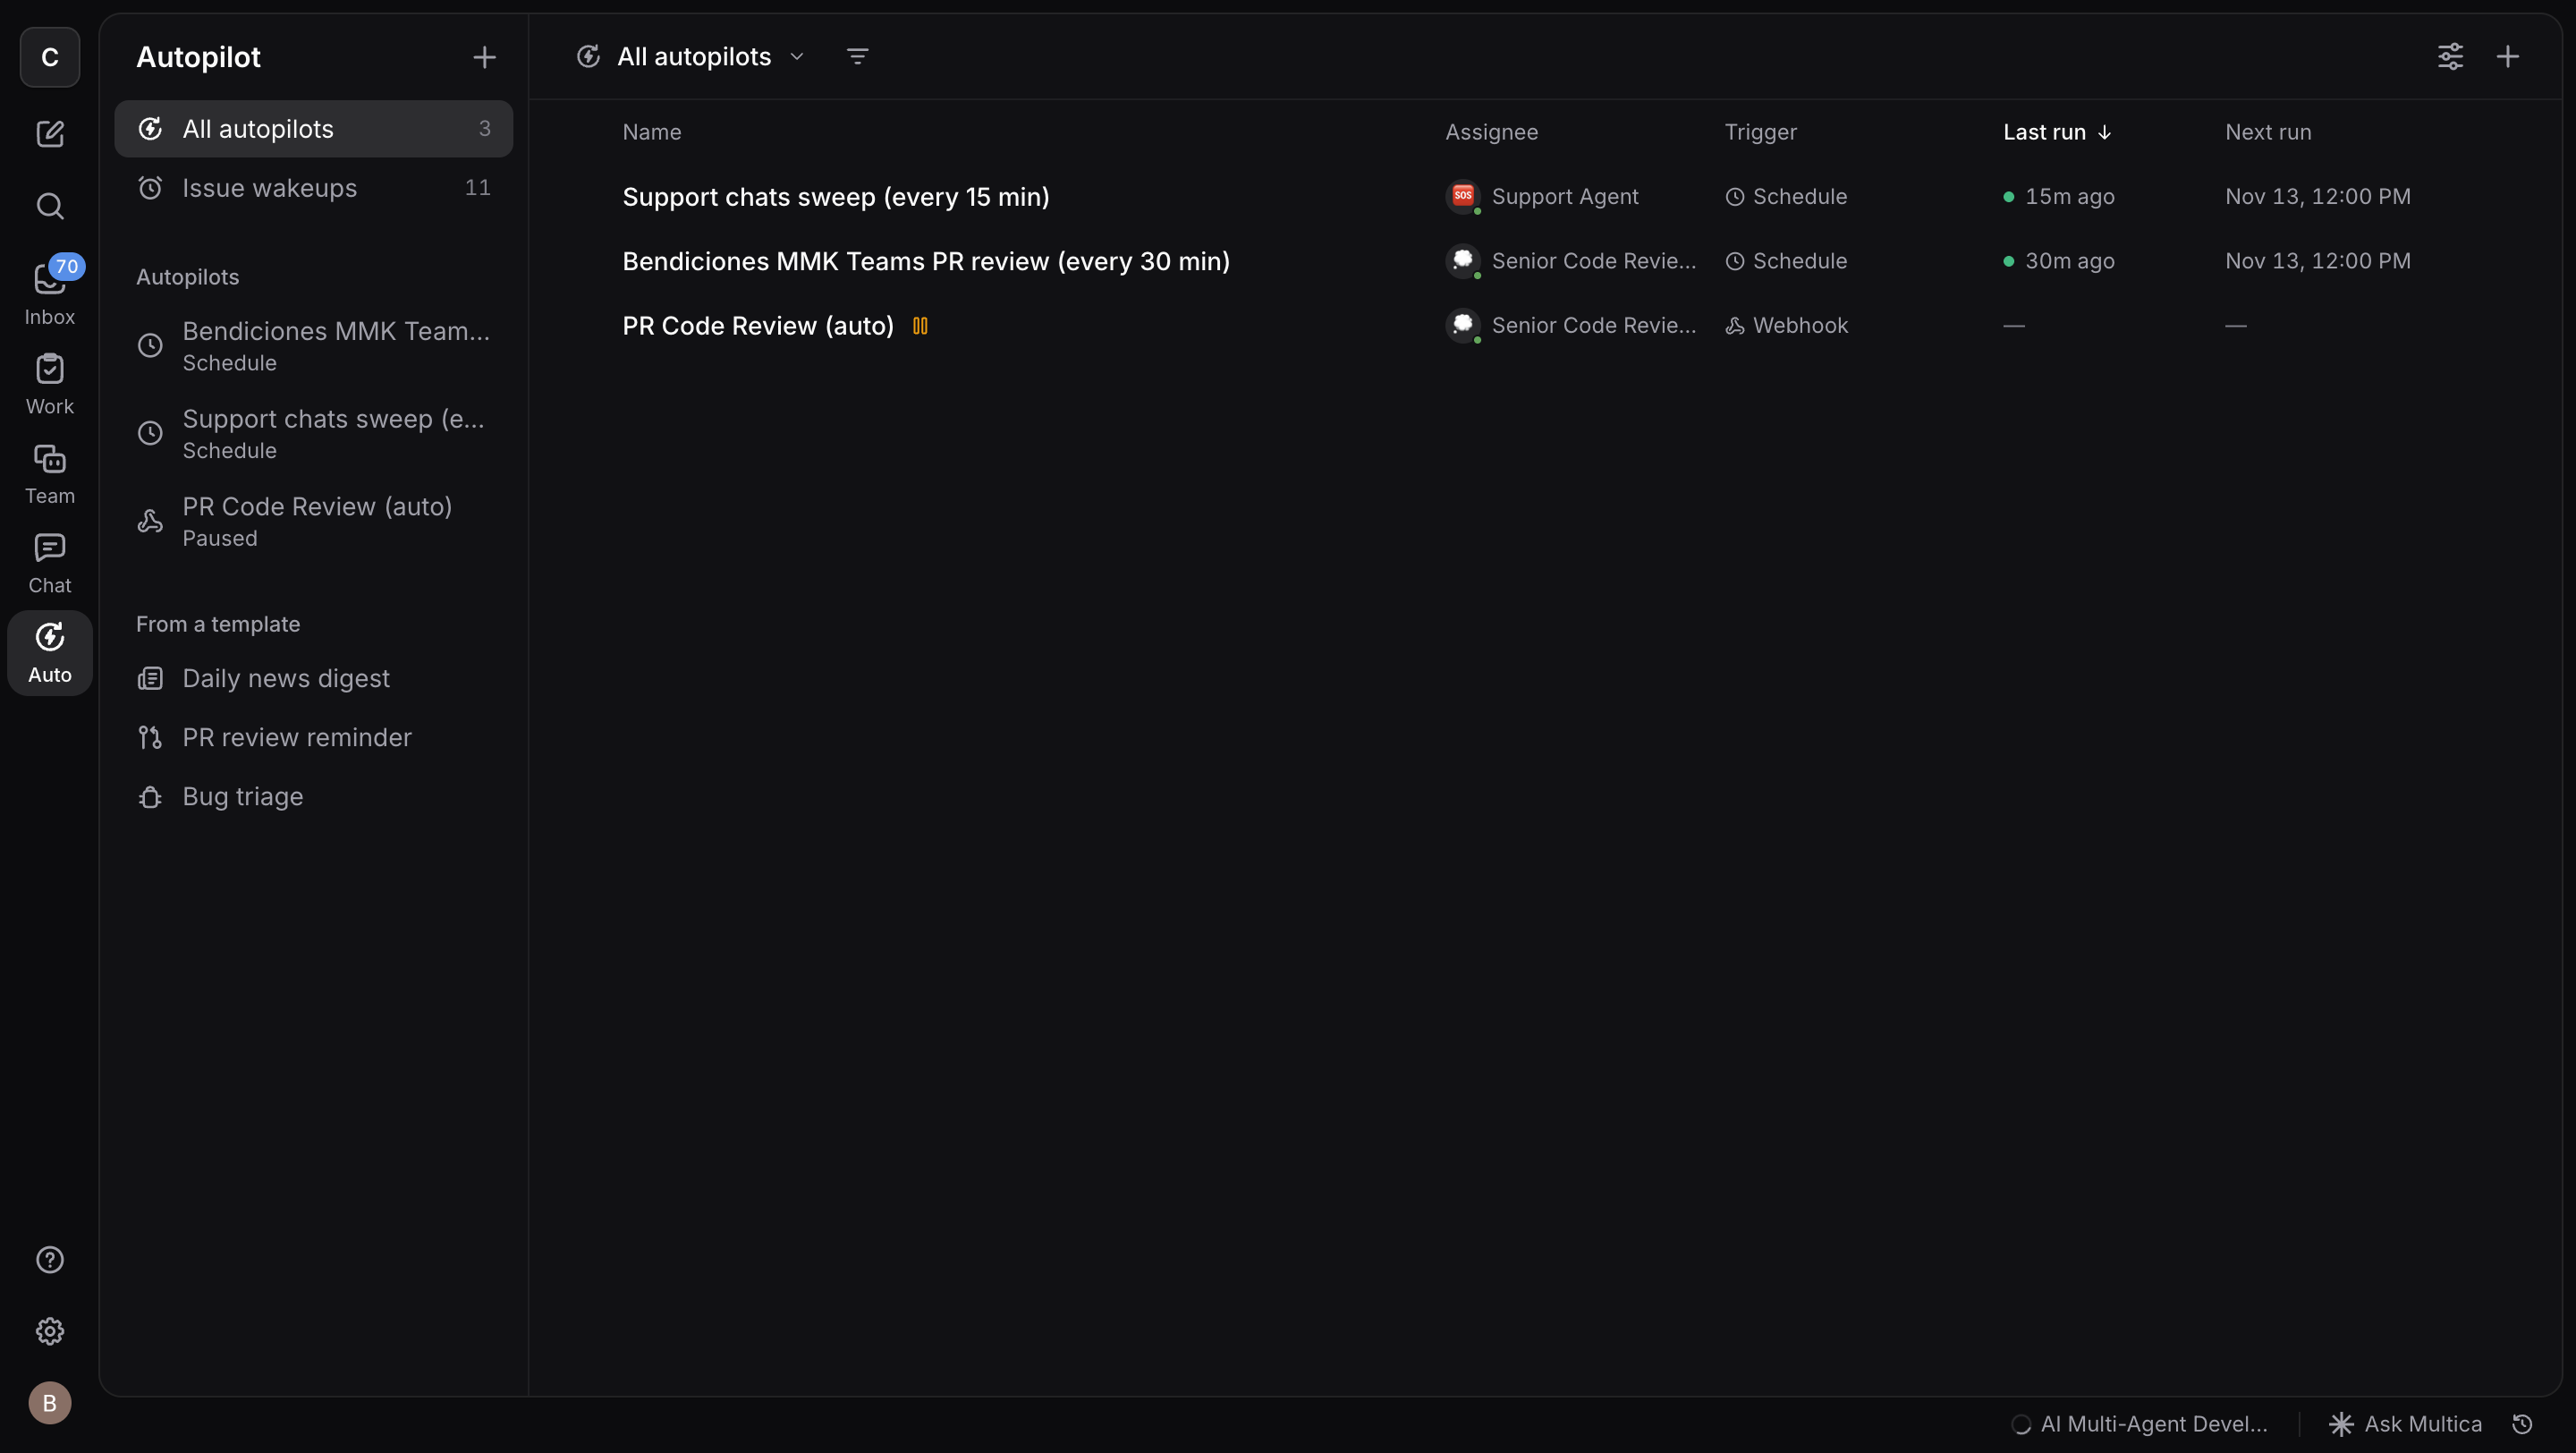 C
70
Inbox
Work
Team
Chat
Auto
B
Autopilot
All autopilots 3
Issue wakeups 11
Autopilots
Bendiciones MMK Team...
Schedule
Support chats sweep (e...
Schedule
PR Code Review (auto)
Paused
From a template
Daily news digest
PR review reminder
Bug triage
All autopilots
Name Assignee Trigger Last run Next run
Support chats sweep (every 15 min) SOS Support Agent Schedule 15m ago Nov 13, 12:00 PM
Bendiciones MMK Teams PR review (every 30 min) Senior Code Revie... Schedule 30m ago Nov 13, 12:00 PM
PR Code Review (auto) Senior Code Revie... Webhook — —
AI Multi-Agent Devel... Ask Multica